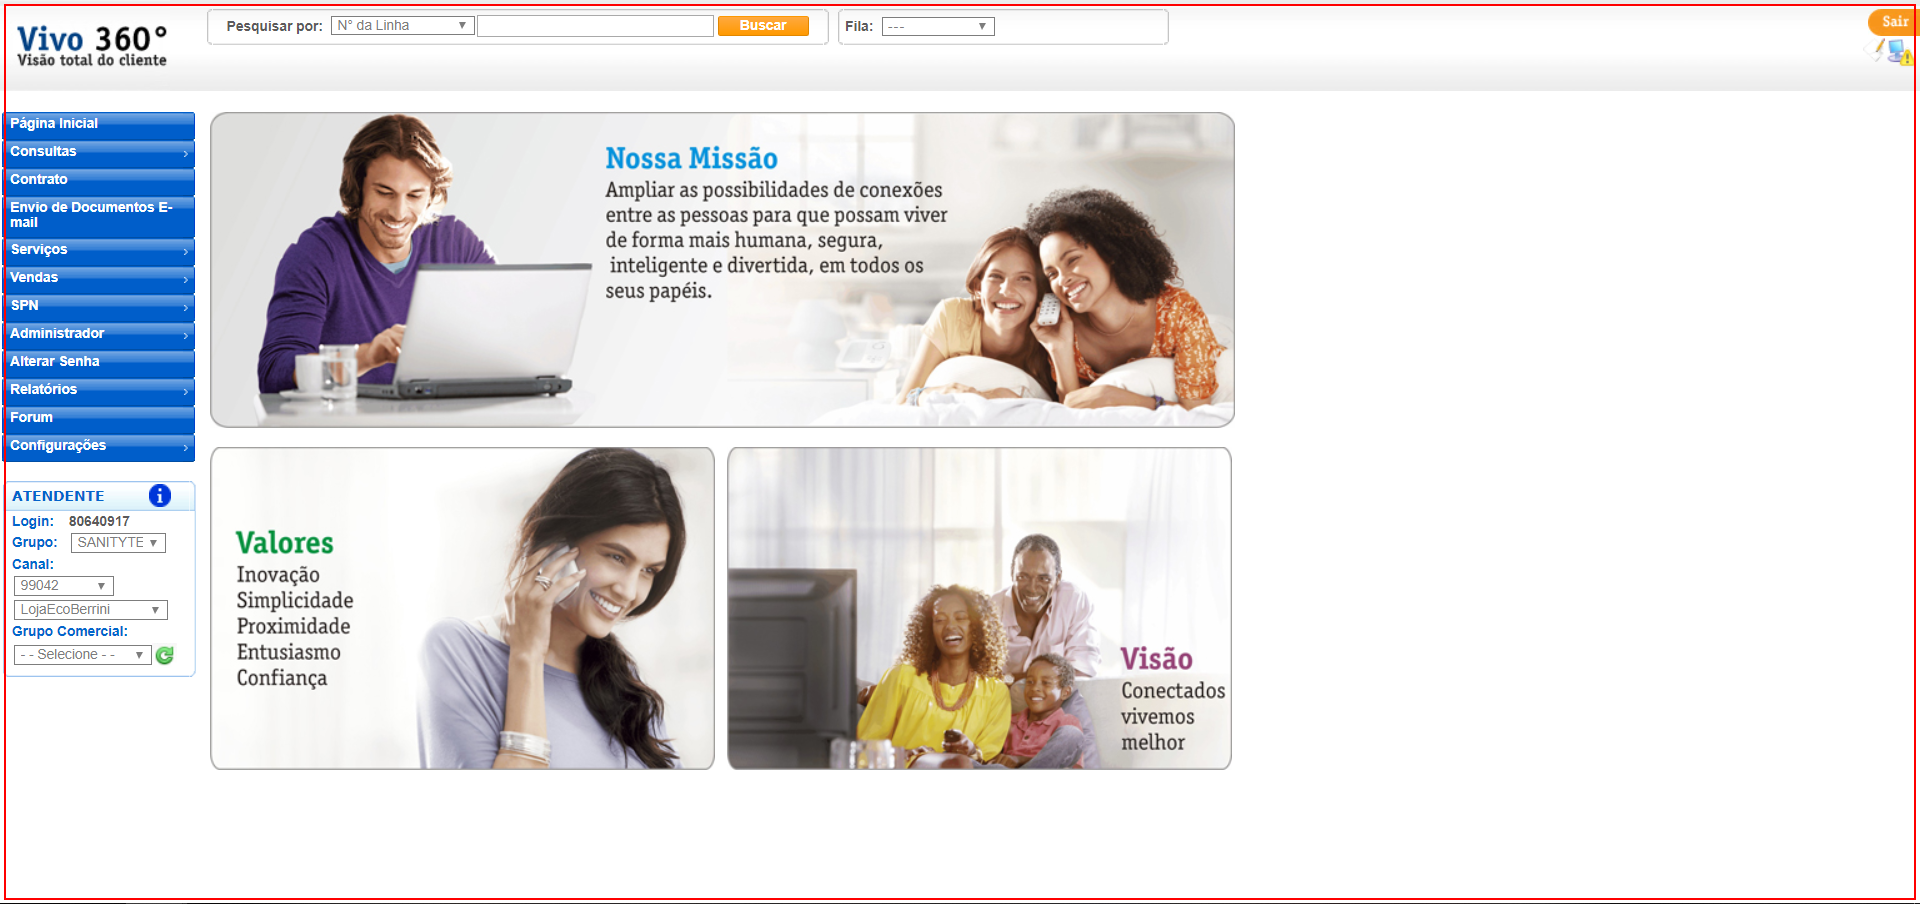 Vivo 360°
Visão total do cliente
Pesquisar por: N° da Linha Buscar
Fila: ---
Sair
Página Inicial
Consultas
Contrato
Envio de Documentos E-
mail
Serviços
Vendas
SPN
Administrador
Alterar Senha
Relatórios
Forum
Configurações
ATENDENTE
Login: 80640917
Grupo: SANITYTE
Canal:
99042
LojaEcoBerrini
Grupo Comercial:
- - Selecione - -
Nossa Missão
Ampliar as possibilidades de conexões
entre as pessoas para que possam viver
de forma mais humana, segura,
inteligente e divertida, em todos os
seus papéis.
Valores
Inovação
Simplicidade
Proximidade
Entusiasmo
Confiança
Visão
Conectados
vivemos
melhor